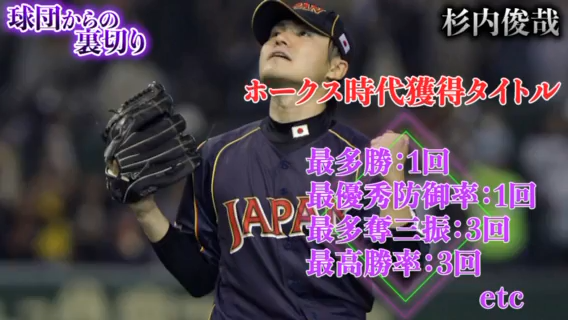 球団からの
裏切り
杉内俊哉
ホークス時代獲得タイトル
最多勝：1回
最優秀防御率：1回
最多奪三振：3回
最高勝率：3回
etc
JAPAN
JAPAN